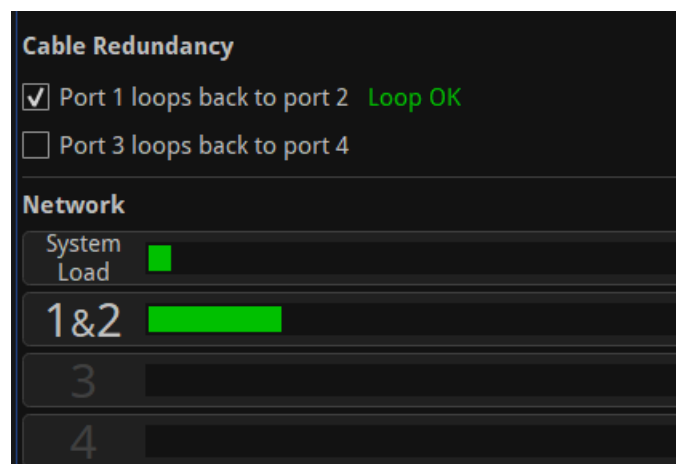 Cable Redundancy
Port 1 loops back to port 2 Loop OK
Port 3 loops back to port 4
Network
System
Load
1&2
3
4